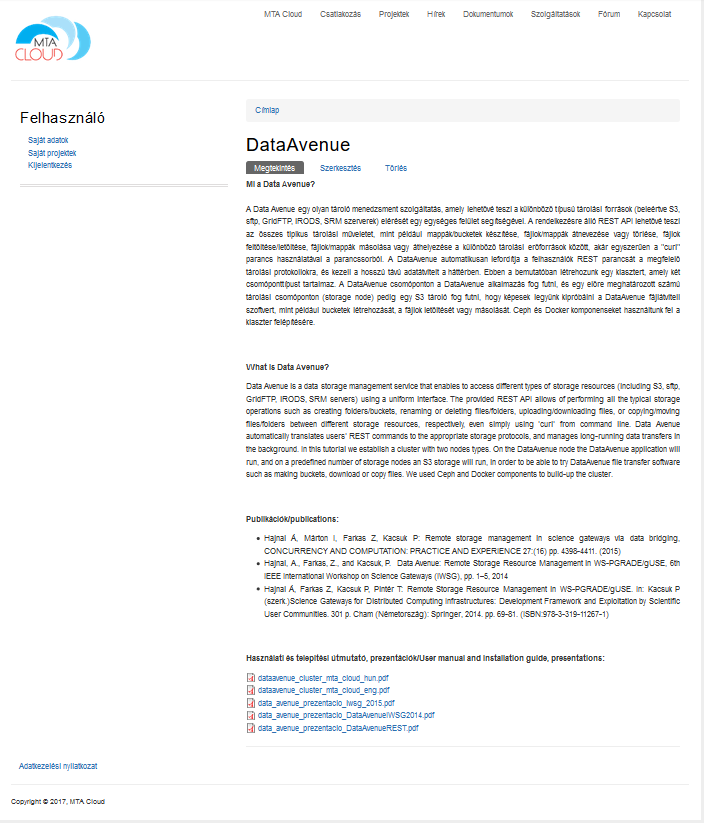 MTA Cloud Csatlakozás Projektek Hírek Dokumentumok Szolgáltatások Fórum Kapcsolat
MTA
CLOUD
Felhasználó
Saját adatok
Saját projektek
Kijelentkezés
Címlap
DataAvenue
Megtekintés Szerkesztés Törlés
Mi a Data Avenue?
A Data Avenue egy olyan tároló menedzsment szolgáltatás, amely lehetővé teszi a különböző típusú tárolási források (beleértve S3,
sftp, GridFTP, IRODS, SRM szerverek) elérését egy egységes felület segítségével. A rendelkezésre álló REST API lehetővé teszi
az összes tipikus tárolási műveletet, mint például mappák/bucketek készítése, fájlok/mappák átnevezése vagy törlése, fájlok
feltöltése/letöltése, fájlok/mappák másolása vagy áthelyezése a különböző tárolási erőforrások között, akár egyszerűen a "curl"
parancs használatával a parancssorból. A DataAvenue automatikusan lefordítja a felhasználók REST parancsát a megfelelő
tárolási protokollokra, és kezeli a hosszú távú adatátvitelt a háttérben. Ebben a bemutatóban létrehozunk egy klasztert, amely két
csomóponttípust tartalmaz. A DataAvenue csomóponton a DataAvenue alkalmazás fog futni, és egy előre meghatározott számú
tárolási csomóponton (storage node) pedig egy S3 tároló fog futni, hogy képesek legyünk kipróbálni a DataAvenue fájlátviteli
szoftvert, mint például bucketek létrehozását, a fájlok letöltését vagy másolását. Ceph és Docker komponenseket használtunk fel a
klaszter felépítésére.
What is Data Avenue?
Data Avenue is a data storage management service that enables to access different types of storage resources (including S3, sftp,
GridFTP, IRODS, SRM servers) using a uniform interface. The provided REST API allows of performing all the typical storage
operations such as creating folders/buckets, renaming or deleting files/folders, uploading/downloading files, or copying/moving
files/folders between different storage resources, respectively, even simply using 'curl' from command line. Data Avenue
automatically translates users' REST commands to the appropriate storage protocols, and manages long-running data transfers in
the background. In this tutorial we establish a cluster with two nodes types. On the DataAvenue node the DataAvenue application will
run, and on a predefined number of storage nodes an S3 storage will run, in order to be able to try DataAvenue file transfer software
such as making buckets, download or copy files. We used Ceph and Docker components to build-up the cluster.
Publikációk/publications:
• Hajnal Á, Márton I, Farkas Z, Kacsuk P: Remote storage management in science gateways via data bridging,
CONCURRENCY AND COMPUTATION: PRACTICE AND EXPERIENCE 27:(16) pp. 4398-4411. (2015)
• Hajnal, A., Farkas, Z., and Kacsuk, P. Data Avenue: Remote Storage Resource Management in WS-PGRADE/gUSE, 6th
IEEE International Workshop on Science Gateways (IWSG), pp. 1–5, 2014
• Hajnal Á, Farkas Z, Kacsuk P, Pintér T: Remote Storage Resource Management in WS-PGRADE/gUSE. In: Kacsuk P
(szerk.)Science Gateways for Distributed Computing Infrastructures: Development Framework and Exploitation by Scientific
User Communities. 301 p. Cham (Németország): Springer, 2014. pp. 69-81. (ISBN:978-3-319-11267-1)
Használati és telepítési útmutató, prezentációk/User manual and installation guide, presentations:
dataavenue_cluster_mta_cloud_hun.pdf
dataavenue_cluster_mta_cloud_eng.pdf
data_avenue_prezentacio_iwsg_2015.pdf
data_avenue_prezentacio_DataAvenueIWSG2014.pdf
data_avenue_prezentacio_DataAvenueREST.pdf
Adatkezelési nyilatkozat
Copyright © 2017, MTA Cloud